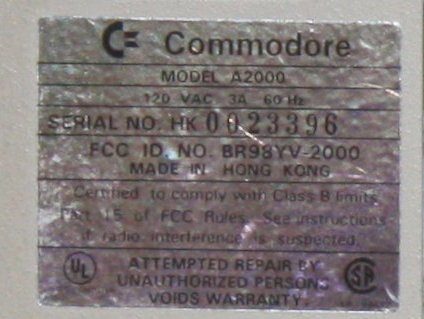 Commodore
MODEL A2000
120 VAC 3A 60 Hz
SERIAL NO. HK 0023396
FCC ID. NO. BR98YV-2000
MADE IN HONG KONG
Certified to comply with Class B limits
Part 15 of FCC Rules. See instructions
if radio interference is suspected.
UL
ATTEMPTED REPAIR BY
UNAUTHORIZED PERSONS
VOIDS WARRANTY.